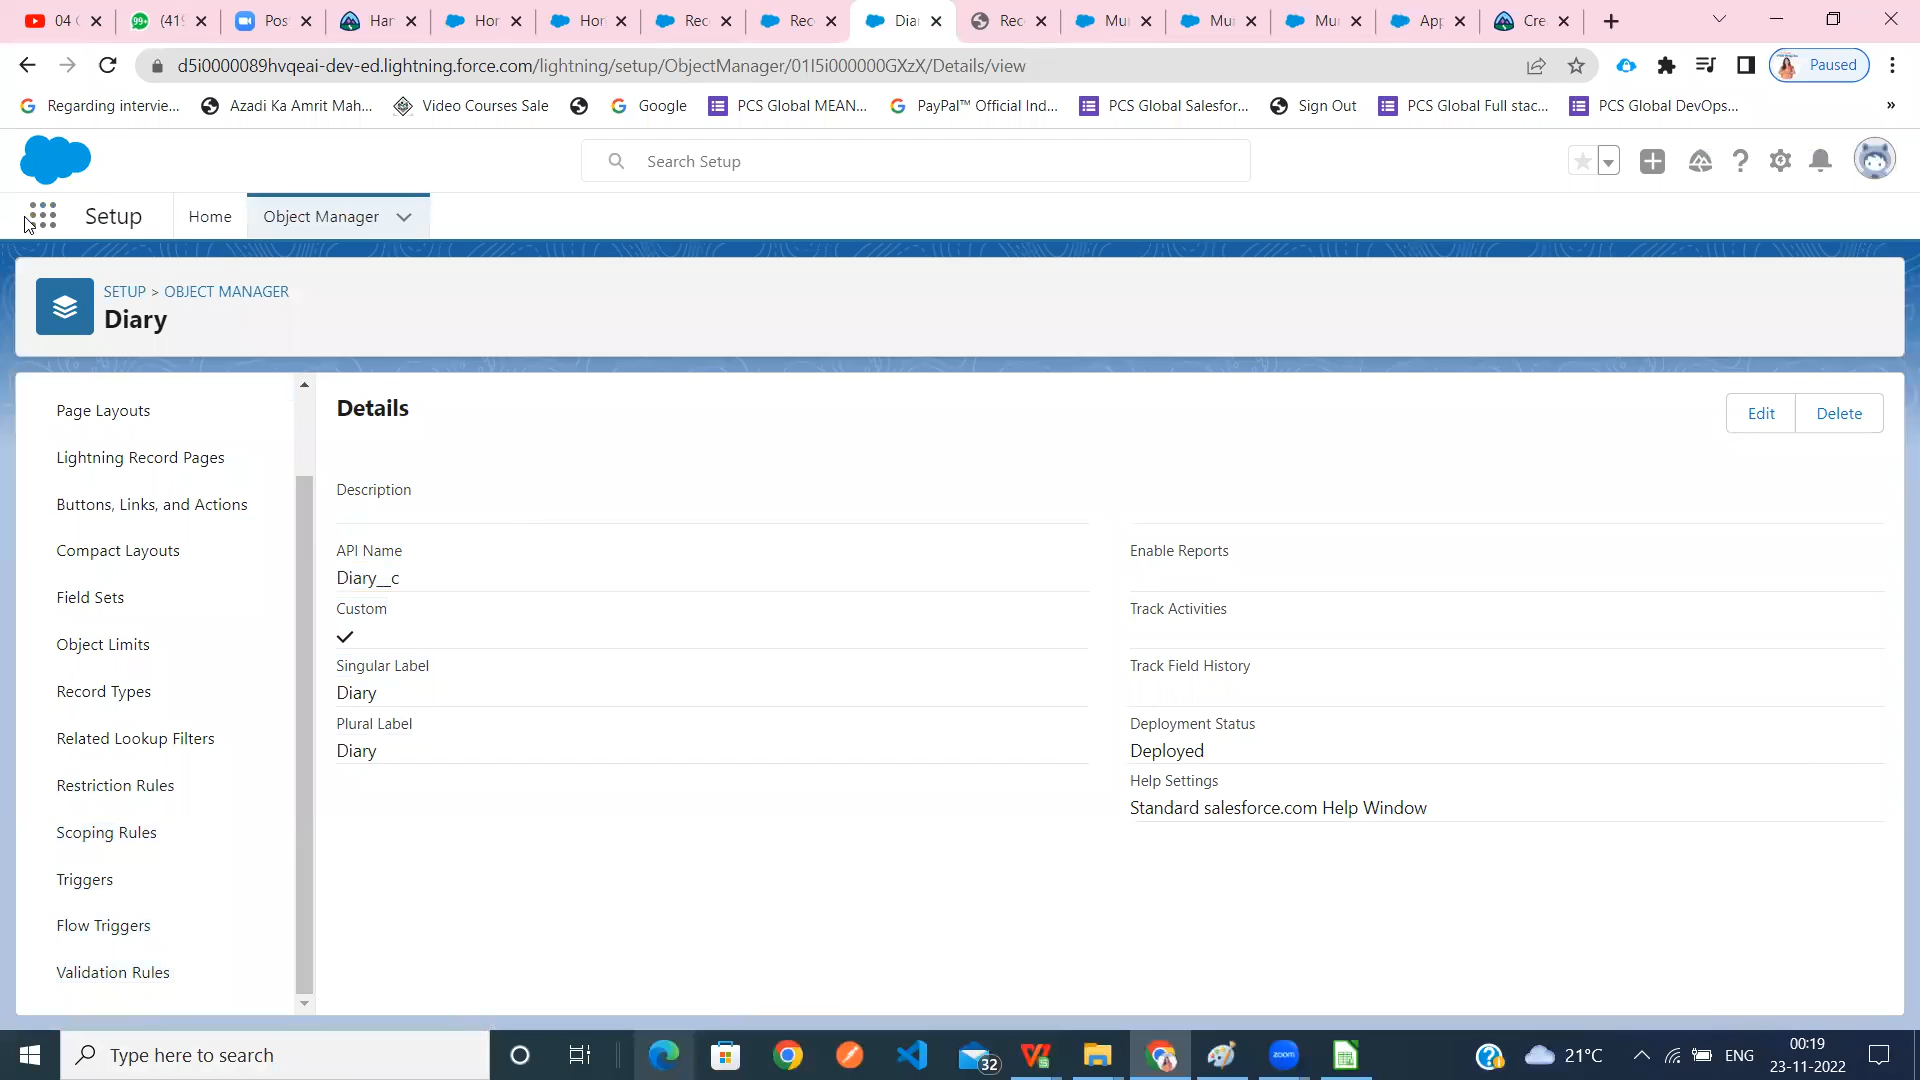 04
(419
Pos
Har
Hor
Hor
Rec
Rec
Diar
Rec
Mu
Mu
Mu
App
Cre
d5i0000089hvqeai-dev-ed.lightning.force.com/lightning/setup/ObjectManager/01I5i000000GXzX/Details/view
Paused
Regarding intervie...
Azadi Ka Amrit Mah...
Video Courses Sale
Google
PCS Global MEAN...
PayPal™ Official Ind...
PCS Global Salesfor...
Sign Out
PCS Global Full stac...
PCS Global DevOps...
»
Search Setup
Setup
Home
Object Manager
SETUP > OBJECT MANAGER
Diary
Page Layouts
Lightning Record Pages
Buttons, Links, and Actions
Compact Layouts
Field Sets
Object Limits
Record Types
Related Lookup Filters
Restriction Rules
Scoping Rules
Triggers
Flow Triggers
Validation Rules
Details
Edit
Delete
Description
API Name
Diary__c
Custom
Singular Label
Diary
Plural Label
Diary
Enable Reports
Track Activities
Track Field History
Deployment Status
Deployed
Help Settings
Standard salesforce.com Help Window
Type here to search
32
zoom
21°C
ENG
00:19
23-11-2022